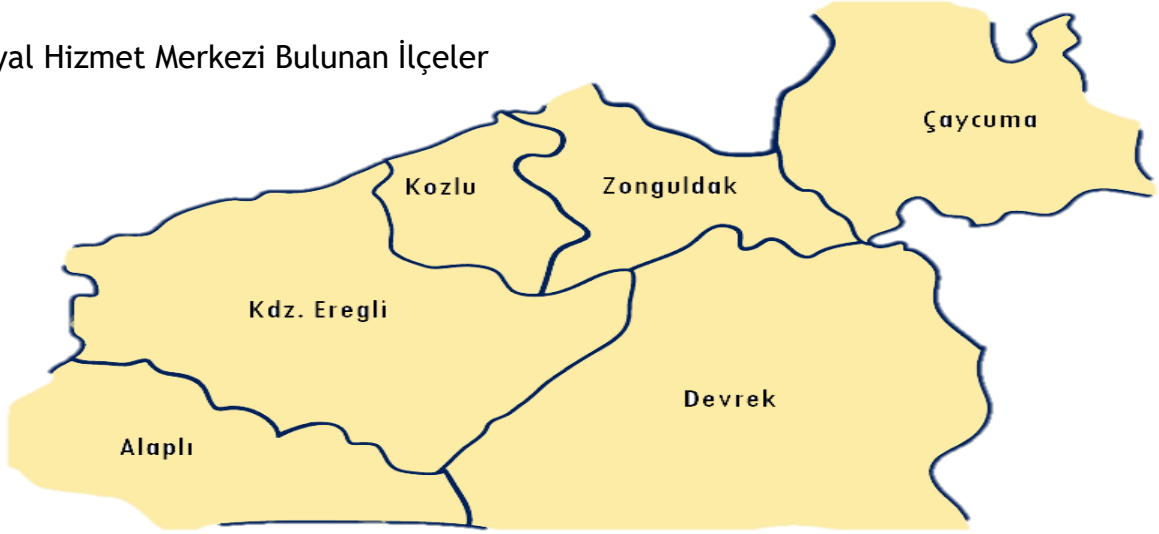 yal Hizmet Merkezi Bulunan İlçeler
Çaycuma
Kozlu
Zonguldak
Kdz. Eregli
Devrek
Alaplı